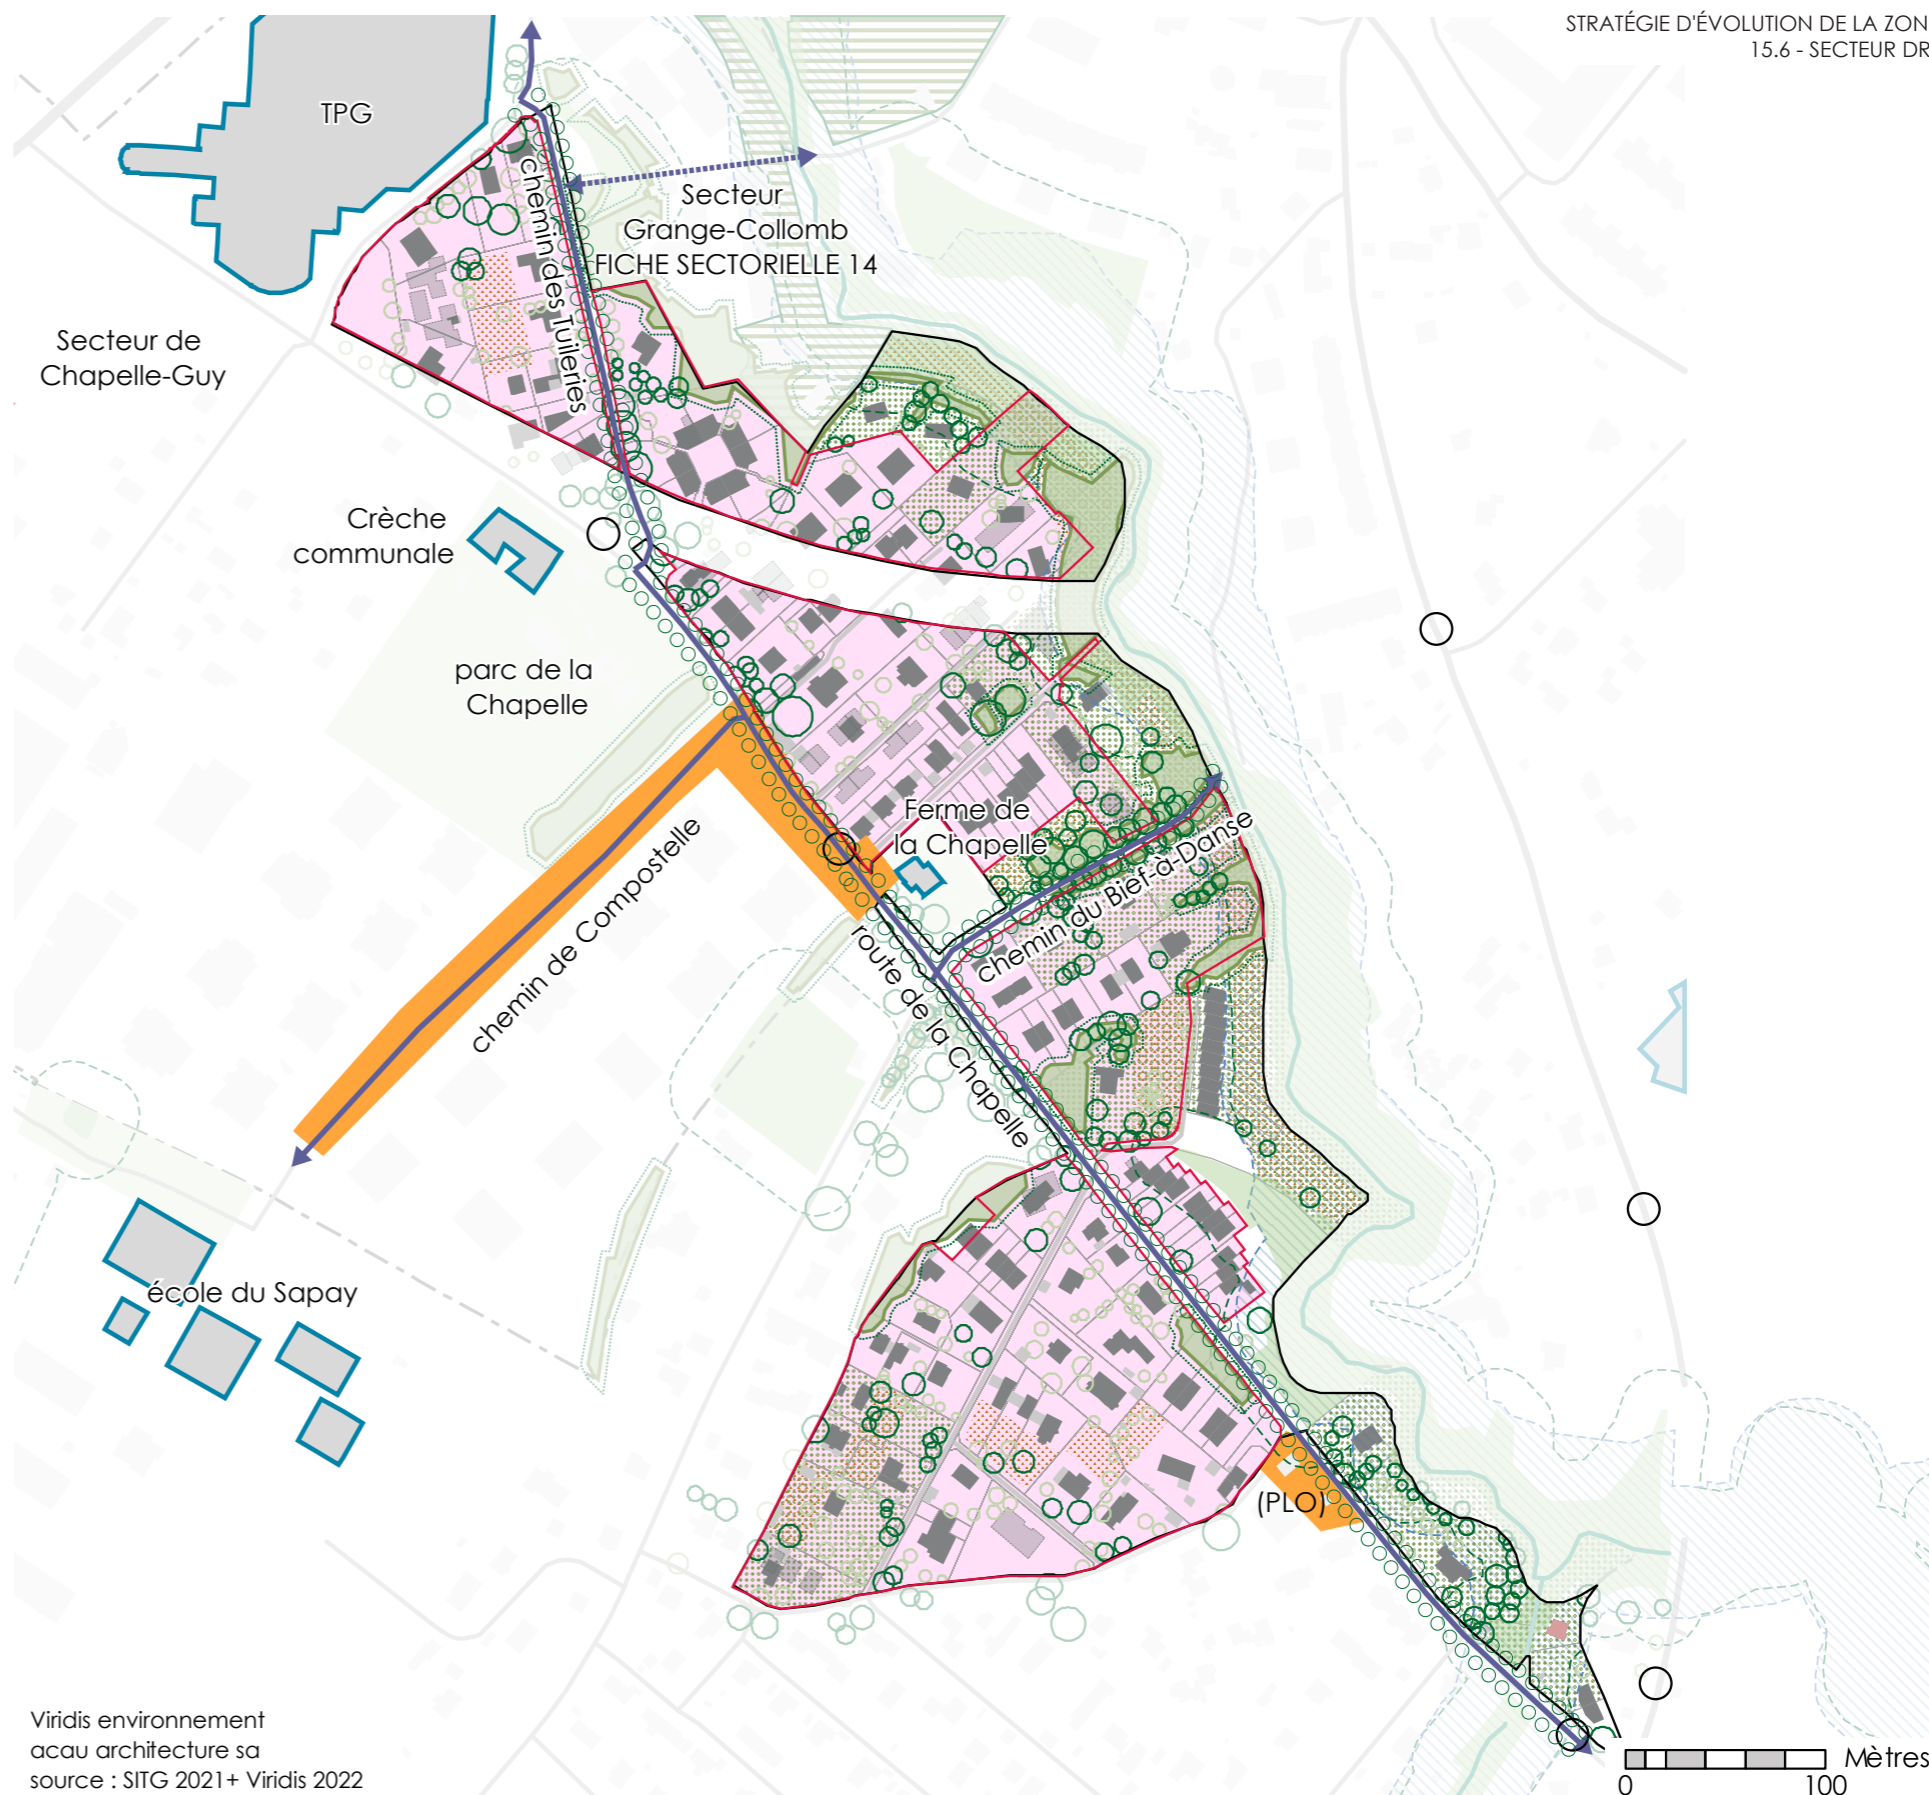 STRATÉGIE D'ÉVOLUTION DE LA ZON
15.6 - SECTEUR DR
TPG
chemin des Tuileries
Secteur
Grange-Collomb
FICHE SECTORIELLE 14
Secteur de
Chapelle-Guy
Crèche
communale
parc de la
Chapelle
Ferme de
la Chapelle
chemin du Bief-à-Danse
chemin de Compostelle
route de la Chapelle
école du Sapay
(PLO)
Viridis environnement
acau architecture sa
source : SITG 2021+ Viridis 2022
Mètres
0 100